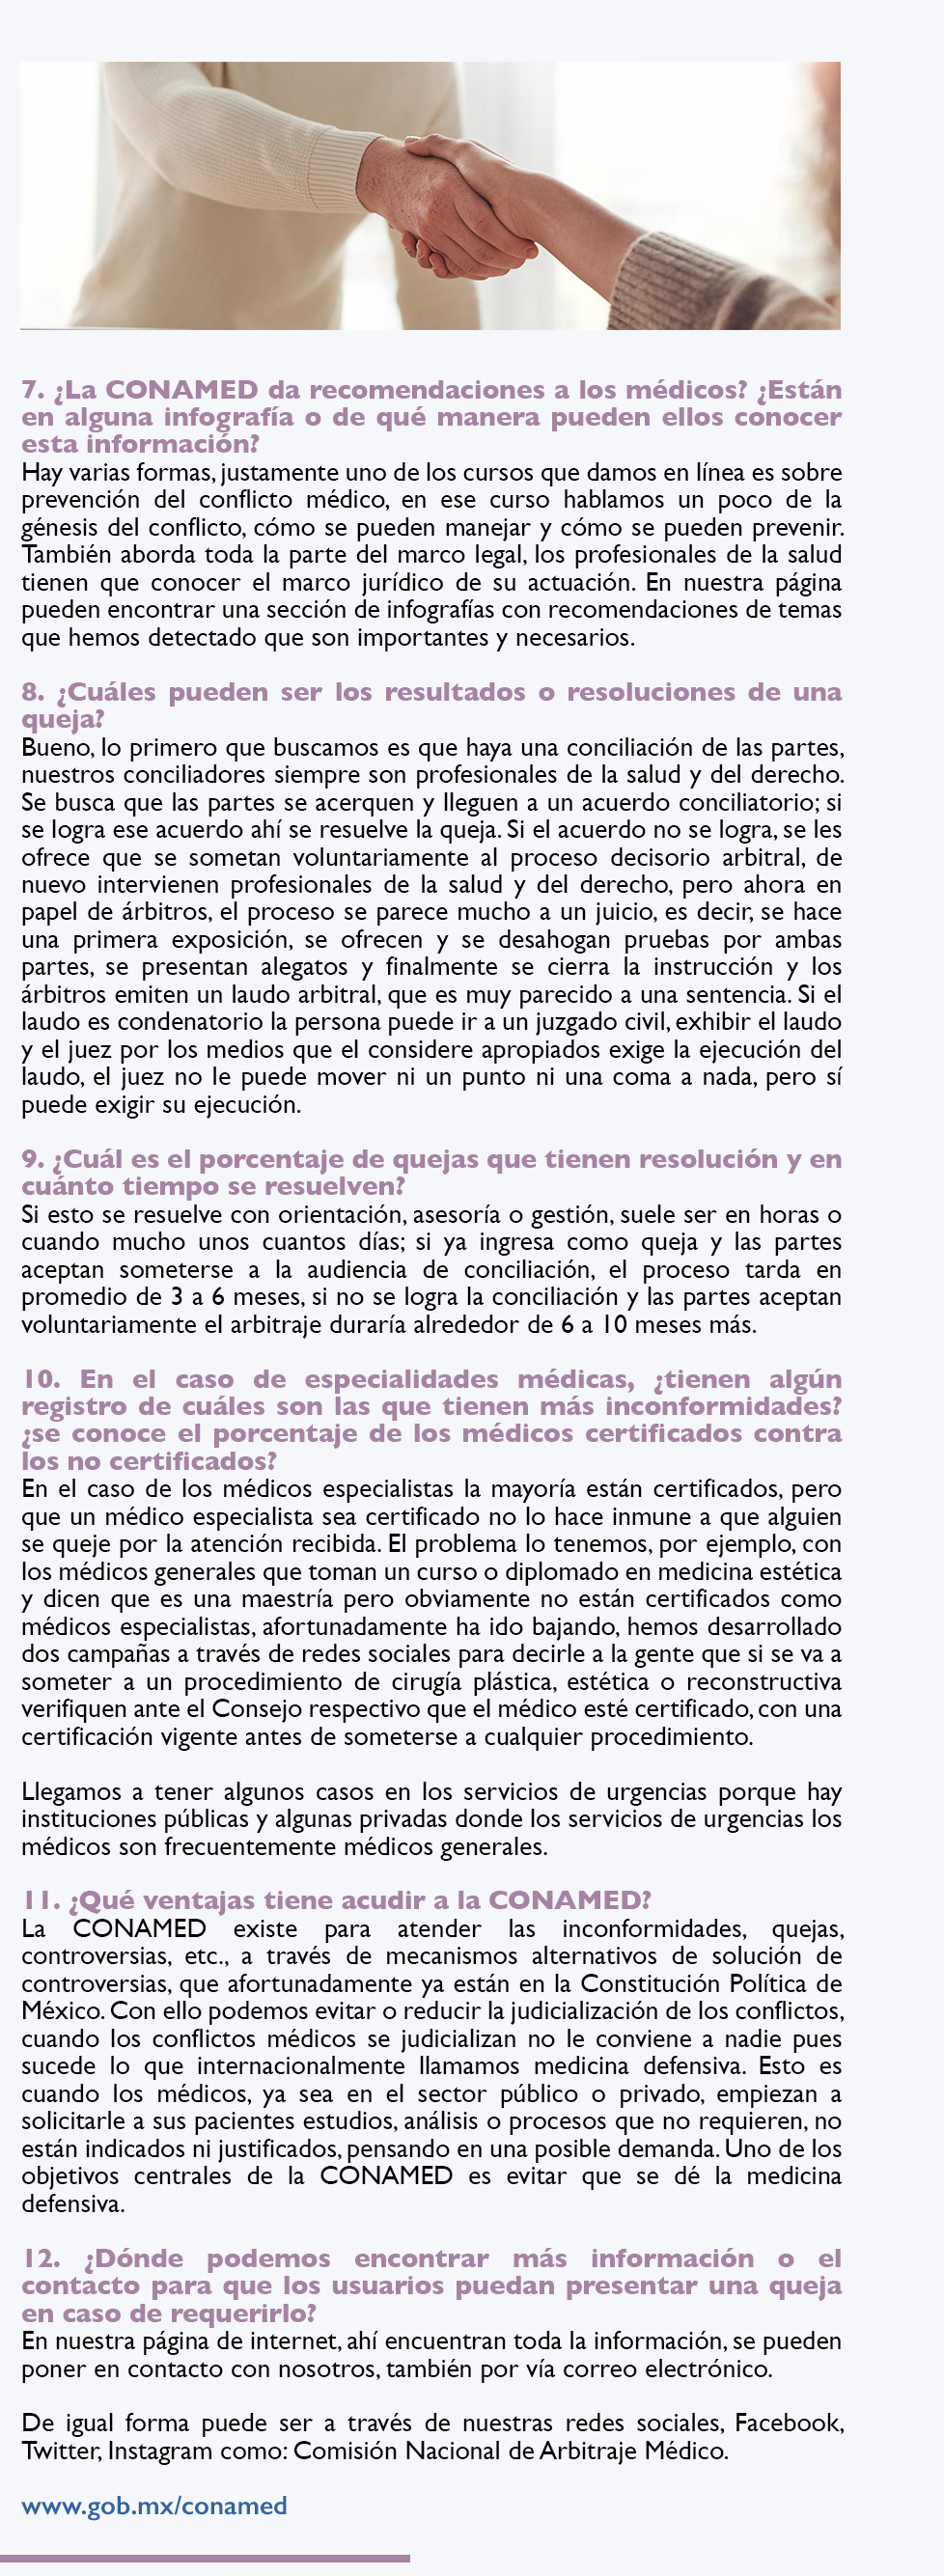 7. ¿La CONAMED da recomendaciones a los médicos? ¿Están
en alguna infografía o de qué manera pueden ellos conocer
esta información?
Hay varias formas, justamente uno de los cursos que damos en línea es sobre
prevención del conflicto médico, en ese curso hablamos un poco de la
génesis del conflicto, cómo se pueden manejar y cómo se pueden prevenir.
También aborda toda la parte del marco legal, los profesionales de la salud
tienen que conocer el marco jurídico de su actuación. En nuestra página
pueden encontrar una sección de infografías con recomendaciones de temas
que hemos detectado que son importantes y necesarios.
8. ¿Cuáles pueden ser los resultados o resoluciones de una
queja?
Bueno, lo primero que buscamos es que haya una conciliación de las partes,
nuestros conciliadores siempre son profesionales de la salud y del derecho.
Se busca que las partes se acerquen y lleguen a un acuerdo conciliatorio; si
se logra ese acuerdo ahí se resuelve la queja. Si el acuerdo no se logra, se les
ofrece que se sometan voluntariamente al proceso decisorio arbitral, de
nuevo intervienen profesionales de la salud y del derecho, pero ahora en
papel de árbitros, el proceso se parece mucho a un juicio, es decir, se hace
una primera exposición, se ofrecen y se desahogan pruebas por ambas
partes, se presentan alegatos y finalmente se cierra la instrucción y los
árbitros emiten un laudo arbitral, que es muy parecido a una sentencia. Si el
laudo es condenatorio la persona puede ir a un juzgado civil, exhibir el laudo
y el juez por los medios que el considere apropiados exige la ejecución del
laudo, el juez no le puede mover ni un punto ni una coma a nada, pero sí
puede exigir su ejecución.
9. ¿Cuál es el porcentaje de quejas que tienen resolución y en
cuánto tiempo se resuelven?
Si esto se resuelve con orientación, asesoría o gestión, suele ser en horas o
cuando mucho unos cuantos días; si ya ingresa como queja y las partes
aceptan someterse a la audiencia de conciliación, el proceso tarda en
promedio de 3 a 6 meses, si no se logra la conciliación y las partes aceptan
voluntariamente el arbitraje duraría alrededor de 6 a 10 meses más.
10. En el caso de especialidades médicas, ¿tienen algún
registro de cuáles son las que tienen más inconformidades?
¿se conoce el porcentaje de los médicos certificados contra
los no certificados?
En el caso de los médicos especialistas la mayoría están certificados, pero
que un médico especialista sea certificado no lo hace inmune a que alguien
se queje por la atención recibida. El problema lo tenemos, por ejemplo, con
los médicos generales que toman un curso o diplomado en medicina estética
y dicen que es una maestría pero obviamente no están certificados como
médicos especialistas, afortunadamente ha ido bajando, hemos desarrollado
dos campañas a través de redes sociales para decirle a la gente que si se va a
someter a un procedimiento de cirugía plástica, estética o reconstructiva
verifiquen ante el Consejo respectivo que el médico esté certificado, con una
certificación vigente antes de someterse a cualquier procedimiento.
Llegamos a tener algunos casos en los servicios de urgencias porque hay
instituciones públicas y algunas privadas donde los servicios de urgencias los
médicos son frecuentemente médicos generales.
11. ¿Qué ventajas tiene acudir a la CONAMED?
La CONAMED existe para atender las inconformidades, quejas,
controversias, etc., a través de mecanismos alternativos de solución de
controversias, que afortunadamente ya están en la Constitución Política de
México. Con ello podemos evitar o reducir la judicialización de los conflictos,
cuando los conflictos médicos se judicializan no le conviene a nadie pues
sucede lo que internacionalmente llamamos medicina defensiva. Esto es
cuando los médicos, ya sea en el sector público o privado, empiezan a
solicitarle a sus pacientes estudios, análisis o procesos que no requieren, no
están indicados ni justificados, pensando en una posible demanda. Uno de los
objetivos centrales de la CONAMED es evitar que se dé la medicina
defensiva.
12. ¿Dónde podemos encontrar más información o el
contacto para que los usuarios puedan presentar una queja
en caso de requerirlo?
En nuestra página de internet, ahí encuentran toda la información, se pueden
poner en contacto con nosotros, también por vía correo electrónico.
De igual forma puede ser a través de nuestras redes sociales, Facebook,
Twitter, Instagram como: Comisión Nacional de Arbitraje Médico.
www.gob.mx/conamed